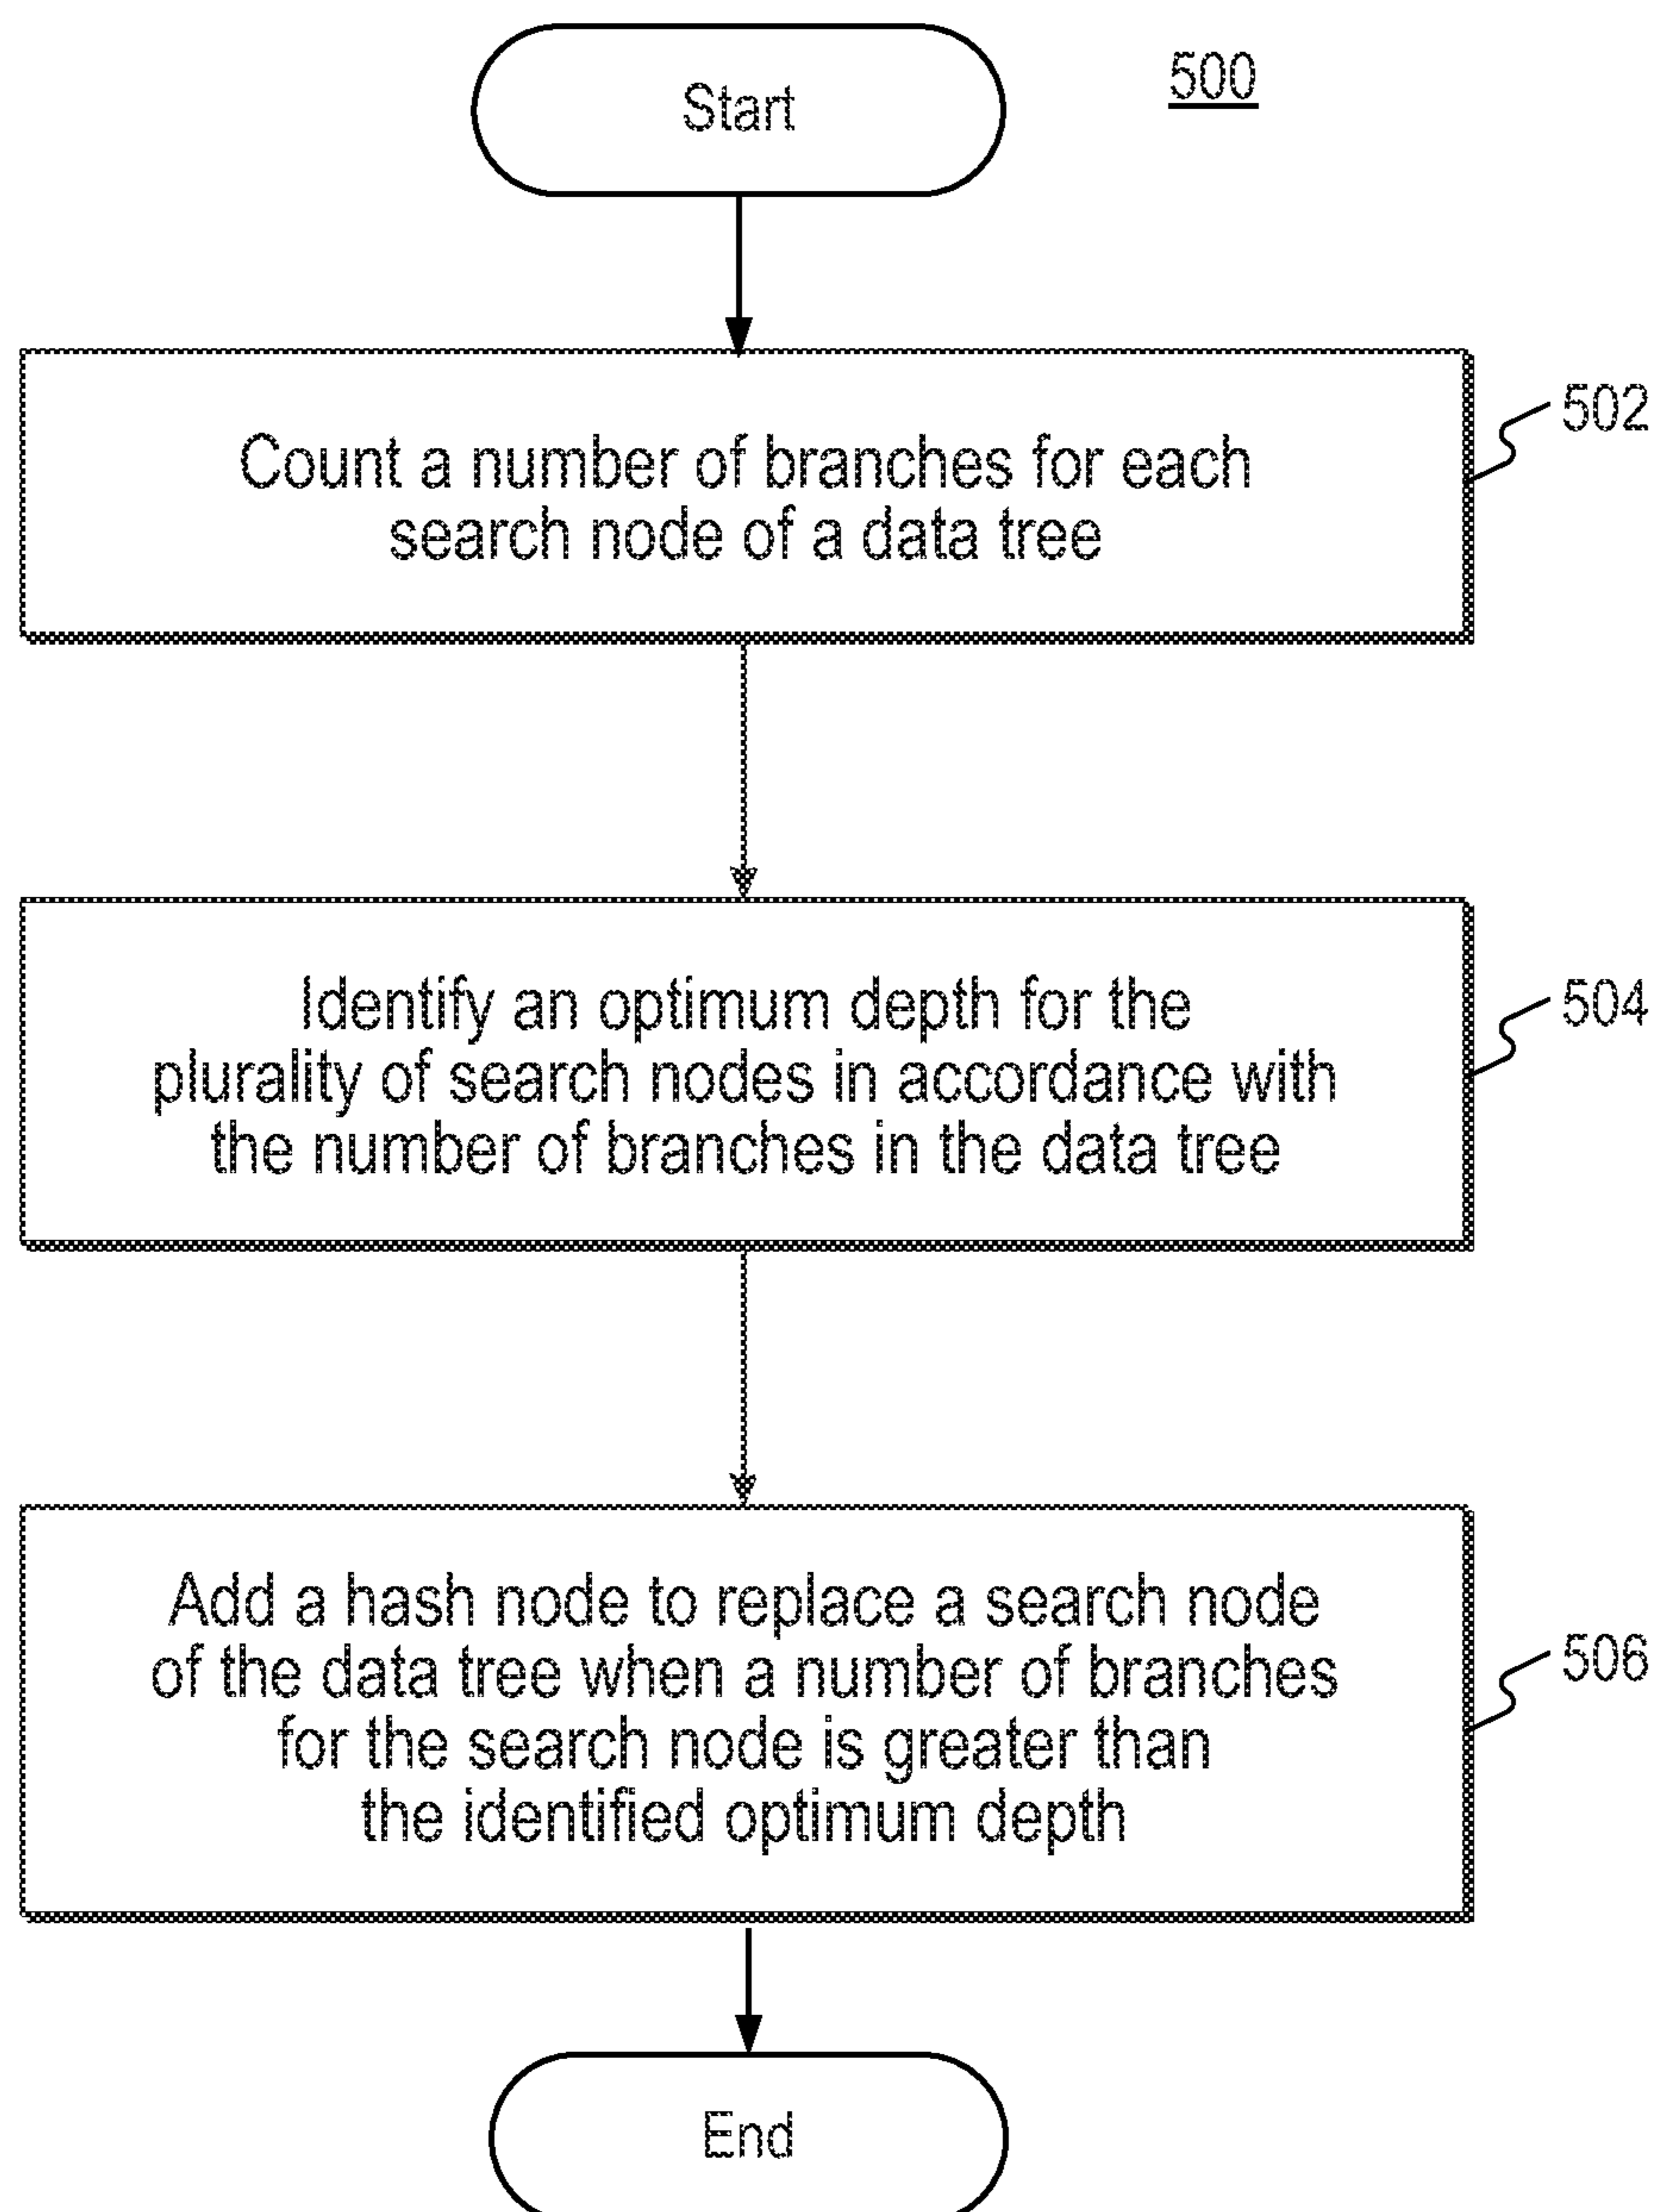 Start
500
Count a number of branches for each
search node of a data tree
502
Identify an optimum depth for the
plurality of search nodes in accordance with
the number of branches in the data tree
504
Add a hash node to replace a search node
of the data tree when a number of branches
for the search node is greater than
the identified optimum depth
506
End